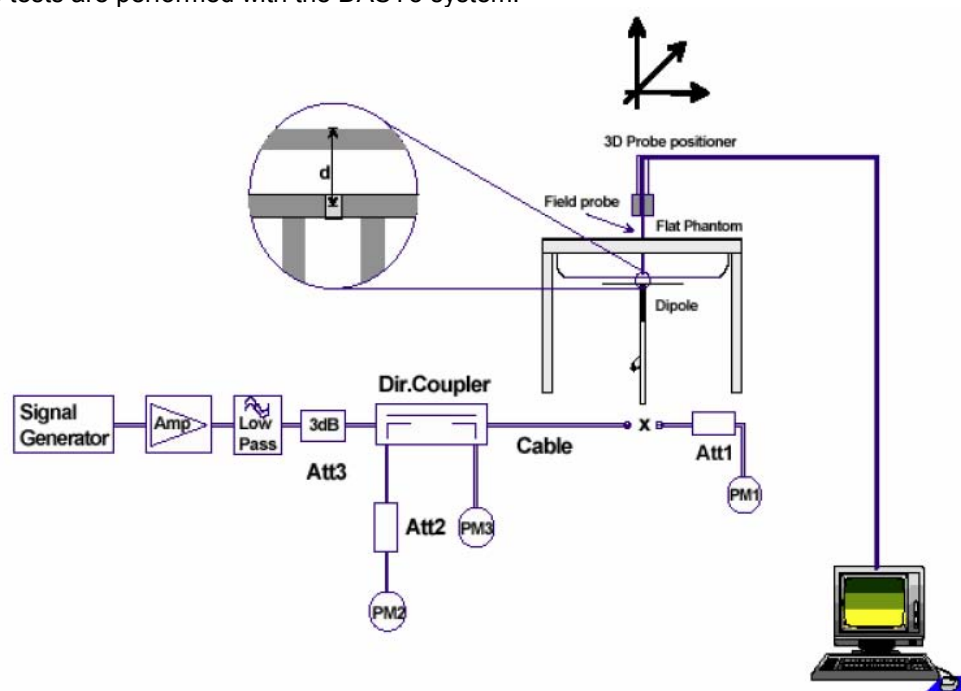 tests are performed with the DASY5 system.
3D Probe positioner
d
Field probe
Flat Phantom
Dipole
Dir.Coupler
Signal
Generator
Amp
Low
Pass
3dB
Att3
Cable
x
Att1
PM1
Att2
PM3
PM2